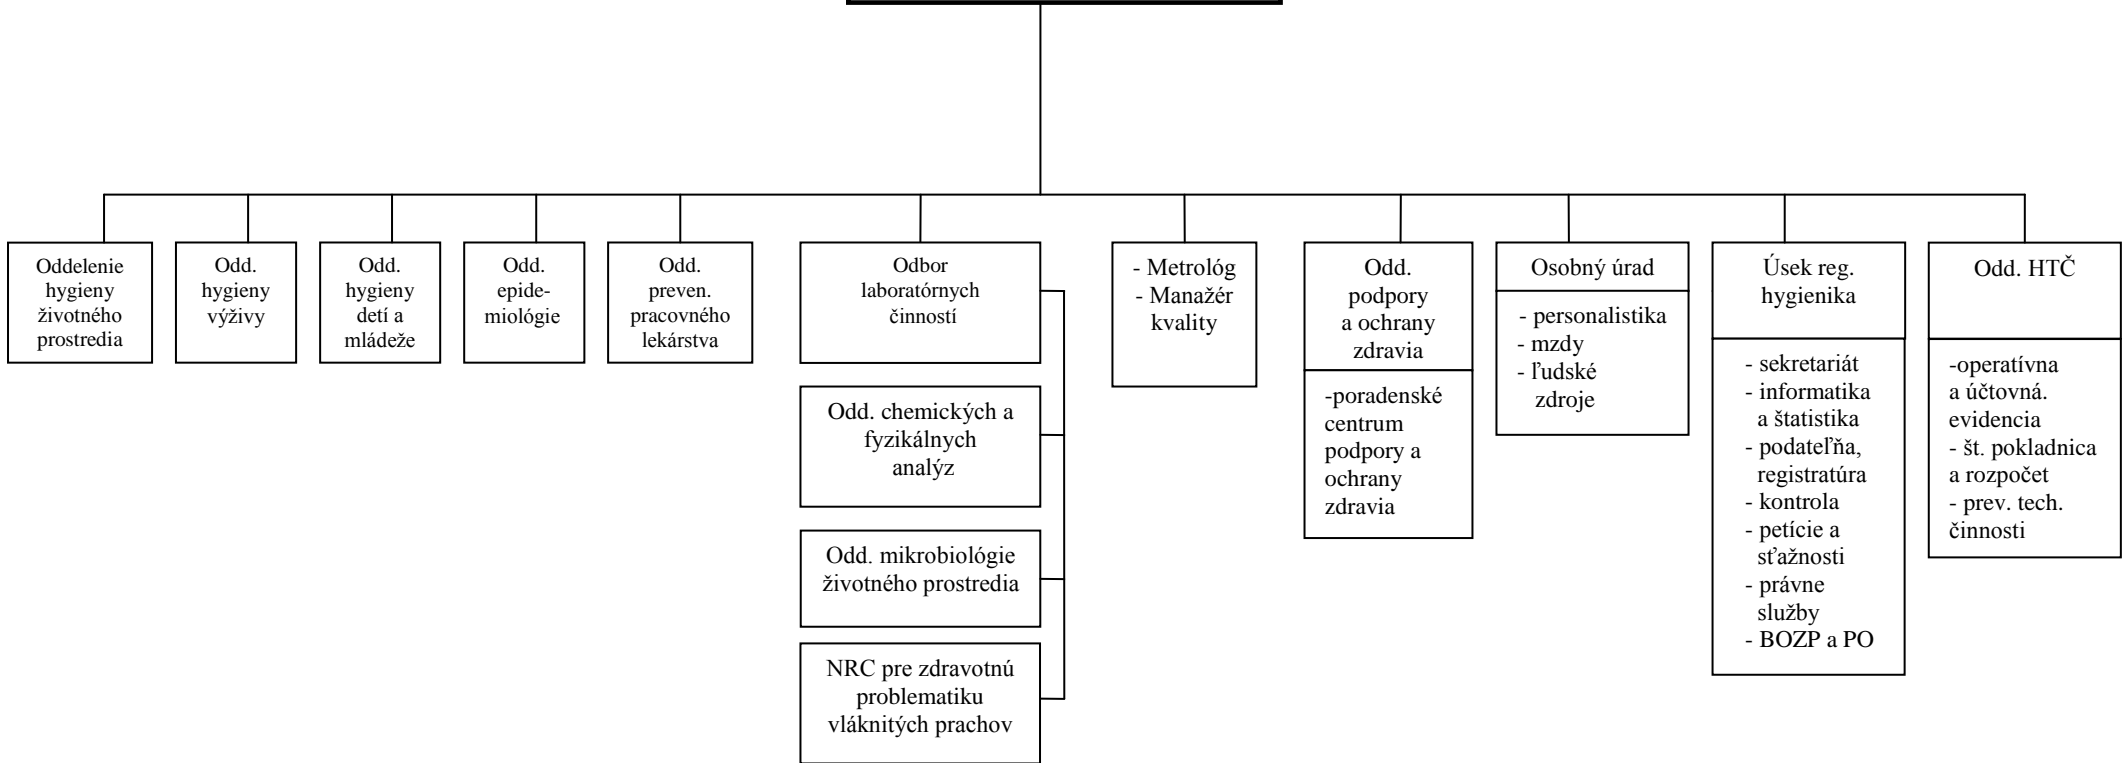 Oddelenie
hygieny
životného
prostredia
Odd.
hygieny
výživy
Odd.
hygieny
detí a
mládeže
Odd.
epide-
miológie
Odd.
preven.
pracovného
lekárstva
Odbor
laboratórnych
činností
Odd. chemických a
fyzikálnych
analýz
Odd. mikrobiológie
životného prostredia
NRC pre zdravotnú
problematiku
vláknitých prachov
- Metrológ
- Manažér
kvality
Odd.
podpory
a ochrany
zdravia
-poradenské
centrum
podpory a
ochrany
zdravia
Osobný úrad
- personalistika
- mzdy
- ľudské
zdroje
Úsek reg.
hygienika
- sekretariát
- informatika
a štatistika
- podateľňa,
registratúra
- kontrola
- petície a
sťažnosti
- právne
služby
- BOZP a PO
Odd. HTČ
-operatívna
a účtovná.
evidencia
- št. pokladnica
a rozpočet
- prev. tech.
činnosti